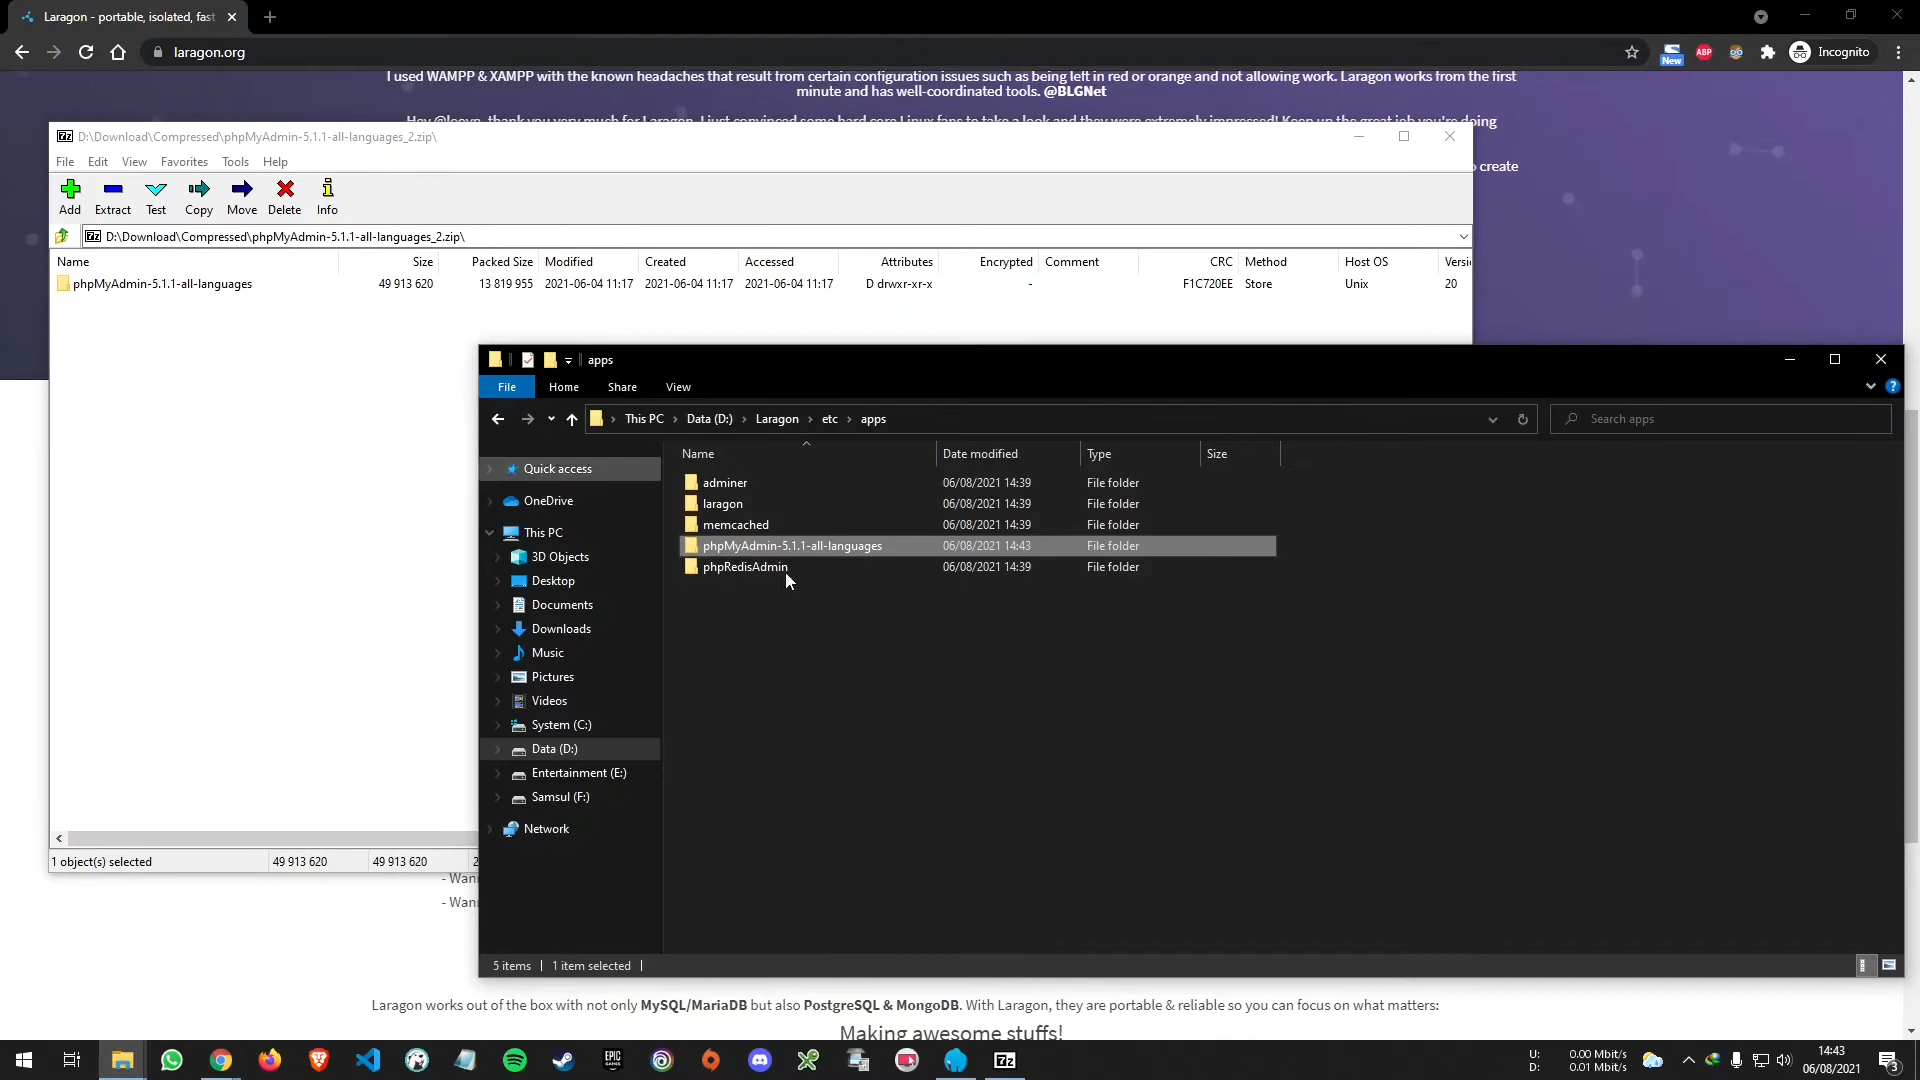 Laragon - portable, isolated, fast
laragon.org
New
ABP
Incognito
I used WAMPP & XAMPP with the known headaches that result from certain configuration issues such as being left in red or orange and not allowing work. Laragon works from the first
minute and has well-coordinated tools. @BLGNet
create
D:\Download\Compressed\phpMyAdmin-5.1.1-all-languages_2.zip\
File Edit View Favorites Tools Help
Add Extract Test Copy Move Delete Info
D:\Download\Compressed\phpMyAdmin-5.1.1-all-languages_2.zip\
Name Size Packed Size Modified Created Accessed Attributes Encrypted Comment CRC Method Host OS
phpMyAdmin-5.1.1-all-languages 49 913 620 13 819 955 2021-06-04 11:17 2021-06-04 11:17 2021-06-04 11:17 D drwxr-xr-x - F1C720EE Store Unix 20
apps
File Home Share View
This PC Data (D:) Laragon etc apps
Search apps
Name Date modified Type Size
adminer 06/08/2021 14:39 File folder
laragon 06/08/2021 14:39 File folder
memcached 06/08/2021 14:39 File folder
phpMyAdmin-5.1.1-all-languages 06/08/2021 14:43 File folder
phpRedisAdmin 06/08/2021 14:39 File folder
Quick access
OneDrive
This PC
3D Objects
Desktop
Documents
Downloads
Music
Pictures
Videos
System (C:)
Data (D:)
Entertainment (E:)
Samsul (F:)
Network
5 items 1 item selected
1 object(s) selected 49 913 620 49 913 620 2
Laragon works out of the box with not only MySQL/MariaDB but also PostgreSQL & MongoDB. With Laragon, they are portable & reliable so you can focus on what matters:
Making awesome stuffs!
EPIC GAMES
7z
U: 0.00 Mbit/s
D: 0.01 Mbit/s
14:43
06/08/2021
3